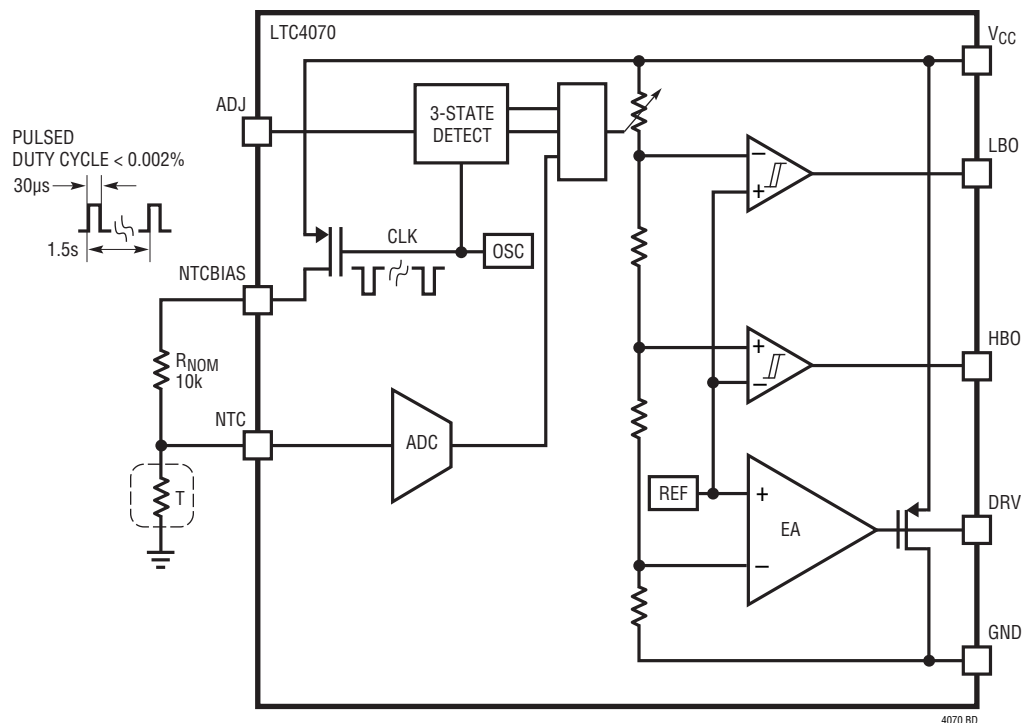 LTC4070
VCC
ADJ
3-STATE
DETECT
PULSED
DUTY CYCLE < 0.002%
30µs
1.5s
LBO
–
+
CLK
OSC
NTCBIAS
RNOM
10k
HBO
+
–
NTC
ADC
T
REF
+
EA
–
DRV
GND
4070 BD